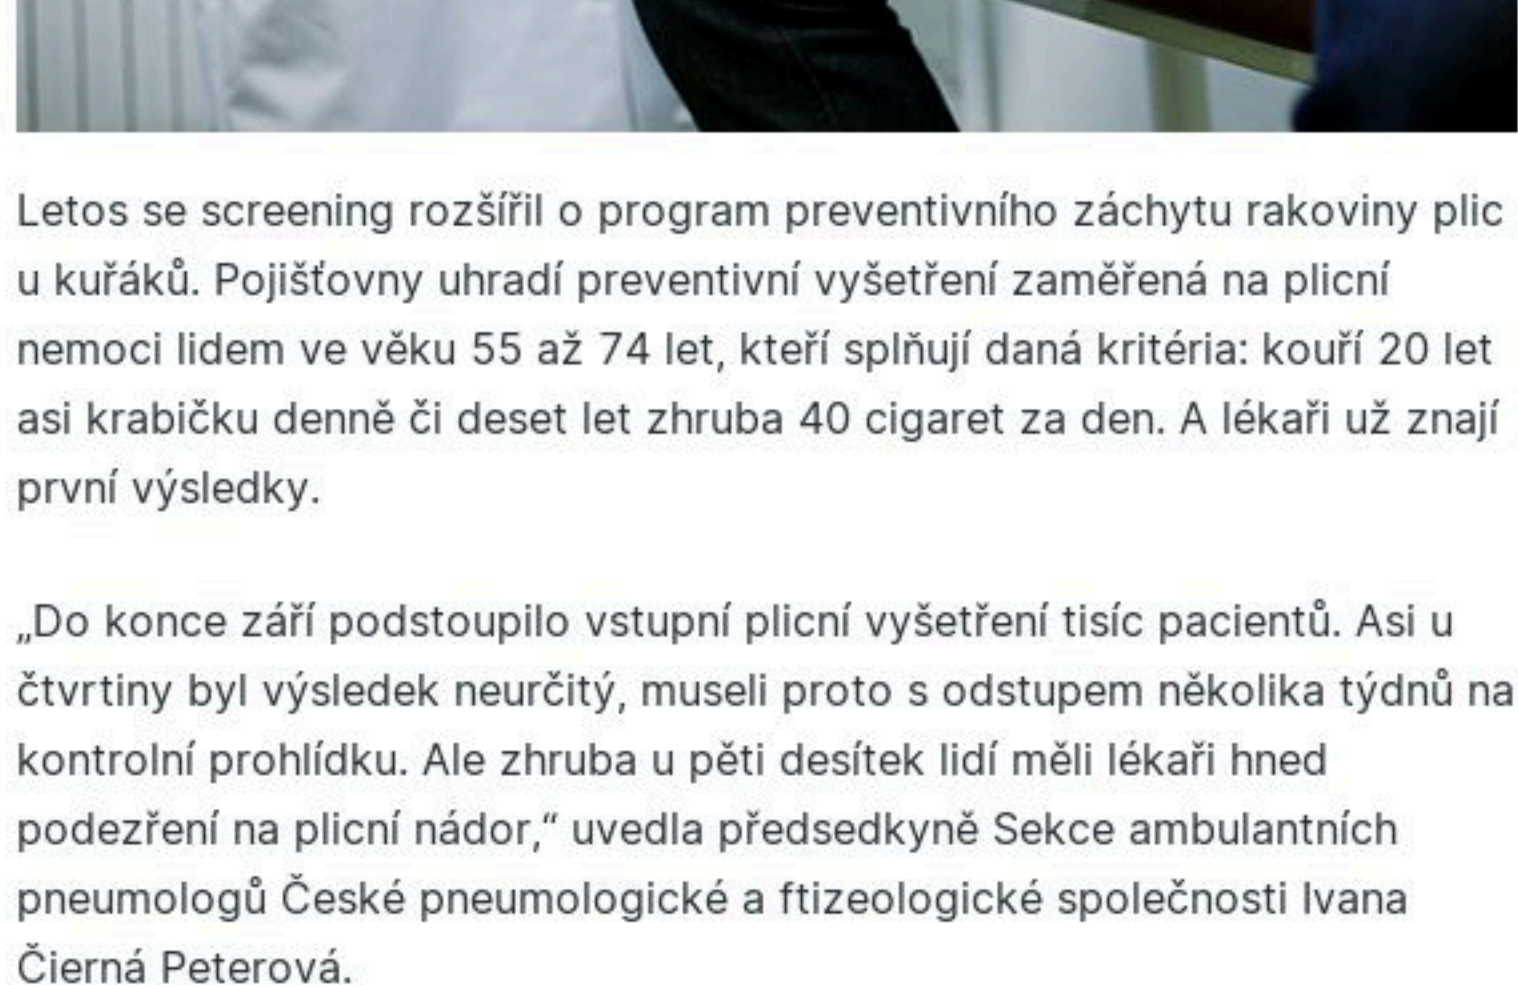 Letos se screening rozšířil o program preventivního záchytu rakoviny plic
u kuřáků. Pojišťovny uhradí preventivní vyšetření zaměřená na plicní
nemoci lidem ve věku 55 až 74 let, kteří splňují daná kritéria: kouří 20 let
asi krabičku denně či deset let zhruba 40 cigaret za den. A lékaři už znají
první výsledky.
„Do konce září podstoupilo vstupní plicní vyšetření tisíc pacientů. Asi u
čtvrtiny byl výsledek neurčitý, museli proto s odstupem několika týdnů na
kontrolní prohlídku. Ale zhruba u pěti desítek lidí měli lékaři hned
podezření na plicní nádor,“ uvedla předsedkyně Sekce ambulantních
pneumologů České pneumologické a ftizeologické společnosti Ivana
Čierná Peterová.